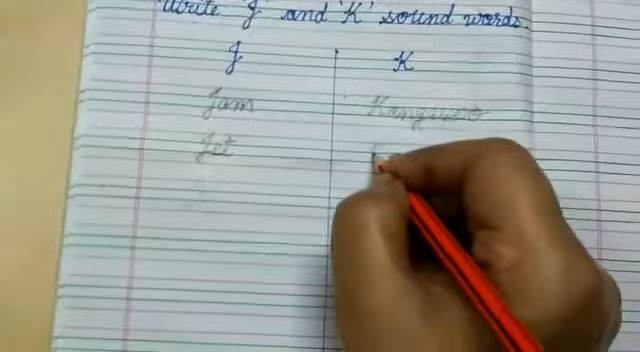 Write 'J' and 'K' sound words.
J K
Jam Kangaroo
Jet